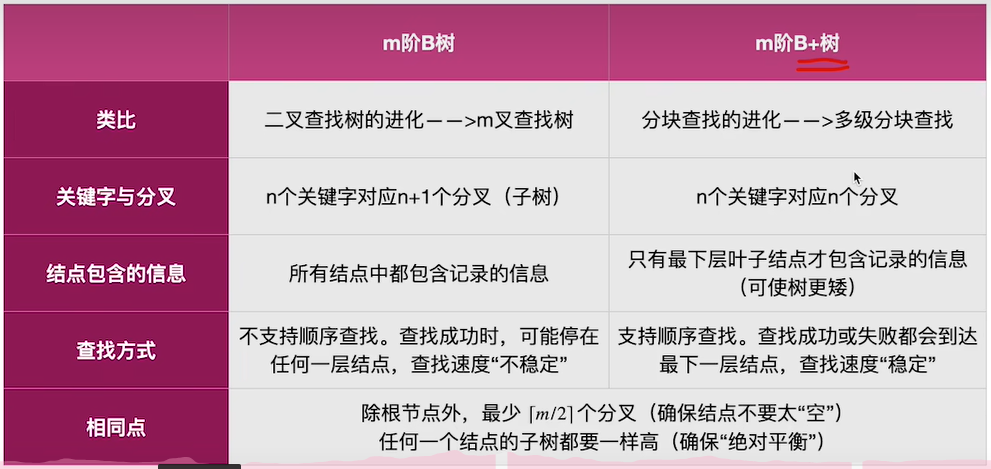 m阶B树
m阶B+树
类比
二叉查找树的进化——>m叉查找树
分块查找的进化——>多级分块查找
关键字与分叉
n个关键字对应n+1个分叉（子树）
n个关键字对应n个分叉
结点包含的信息
所有结点中都包含记录的信息
只有最下层叶子结点才包含记录的信息
（可使树更矮）
查找方式
不支持顺序查找。查找成功时，可能停在
任何一层结点，查找速度“不稳定”
支持顺序查找。查找成功或失败都会到达
最下一层结点，查找速度“稳定”
相同点
除根节点外，最少 ⌈m/2⌉ 个分叉（确保结点不要太“空”）
任何一个结点的子树都要一样高（确保“绝对平衡”）